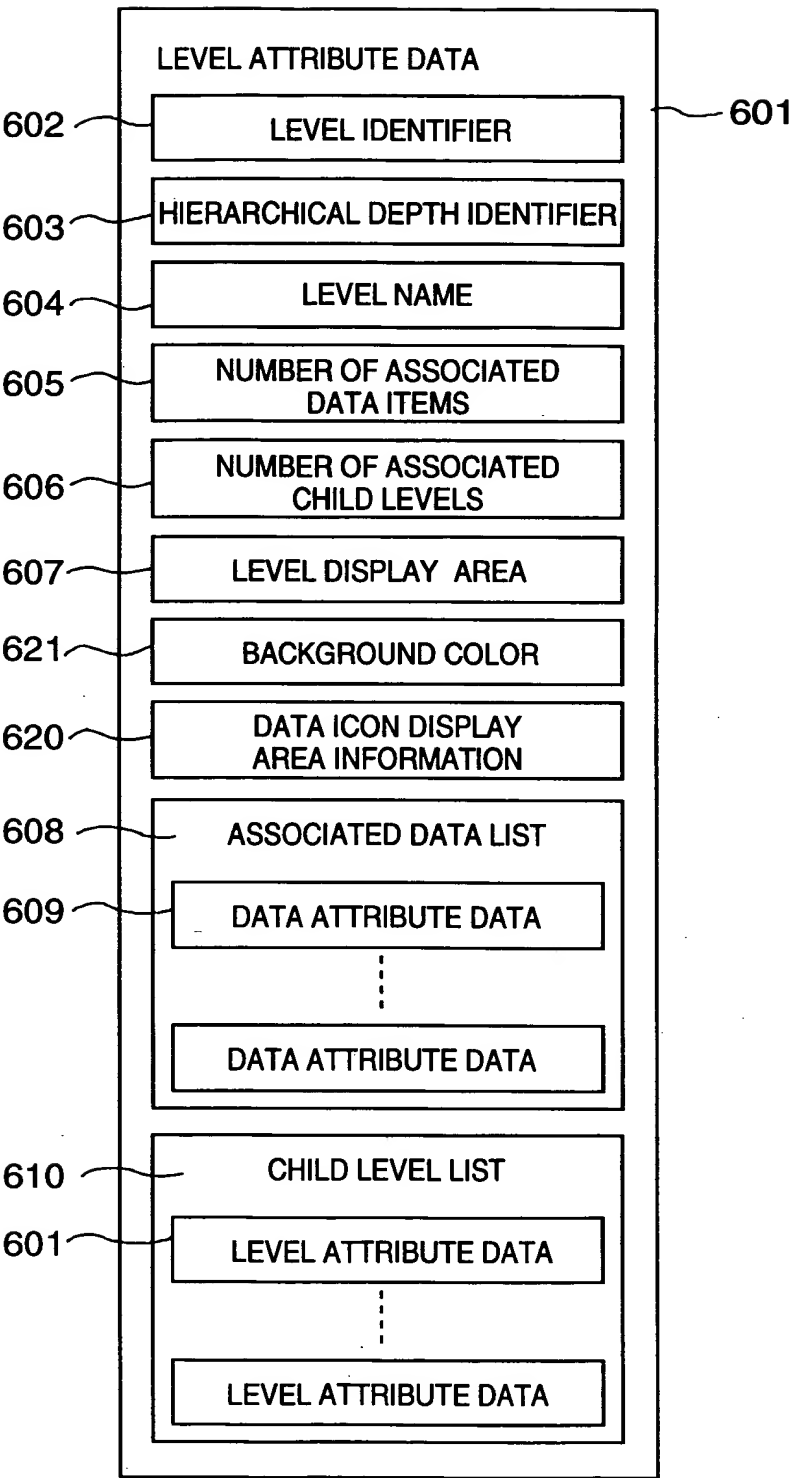 LEVEL ATTRIBUTE DATA
601
602
LEVEL IDENTIFIER
603
HIERARCHICAL DEPTH IDENTIFIER
604
LEVEL NAME
605
NUMBER OF ASSOCIATED
DATA ITEMS
606
NUMBER OF ASSOCIATED
CHILD LEVELS
607
LEVEL DISPLAY AREA
621
BACKGROUND COLOR
620
DATA ICON DISPLAY
AREA INFORMATION
608
ASSOCIATED DATA LIST
609
DATA ATTRIBUTE DATA
DATA ATTRIBUTE DATA
610
CHILD LEVEL LIST
601
LEVEL ATTRIBUTE DATA
LEVEL ATTRIBUTE DATA